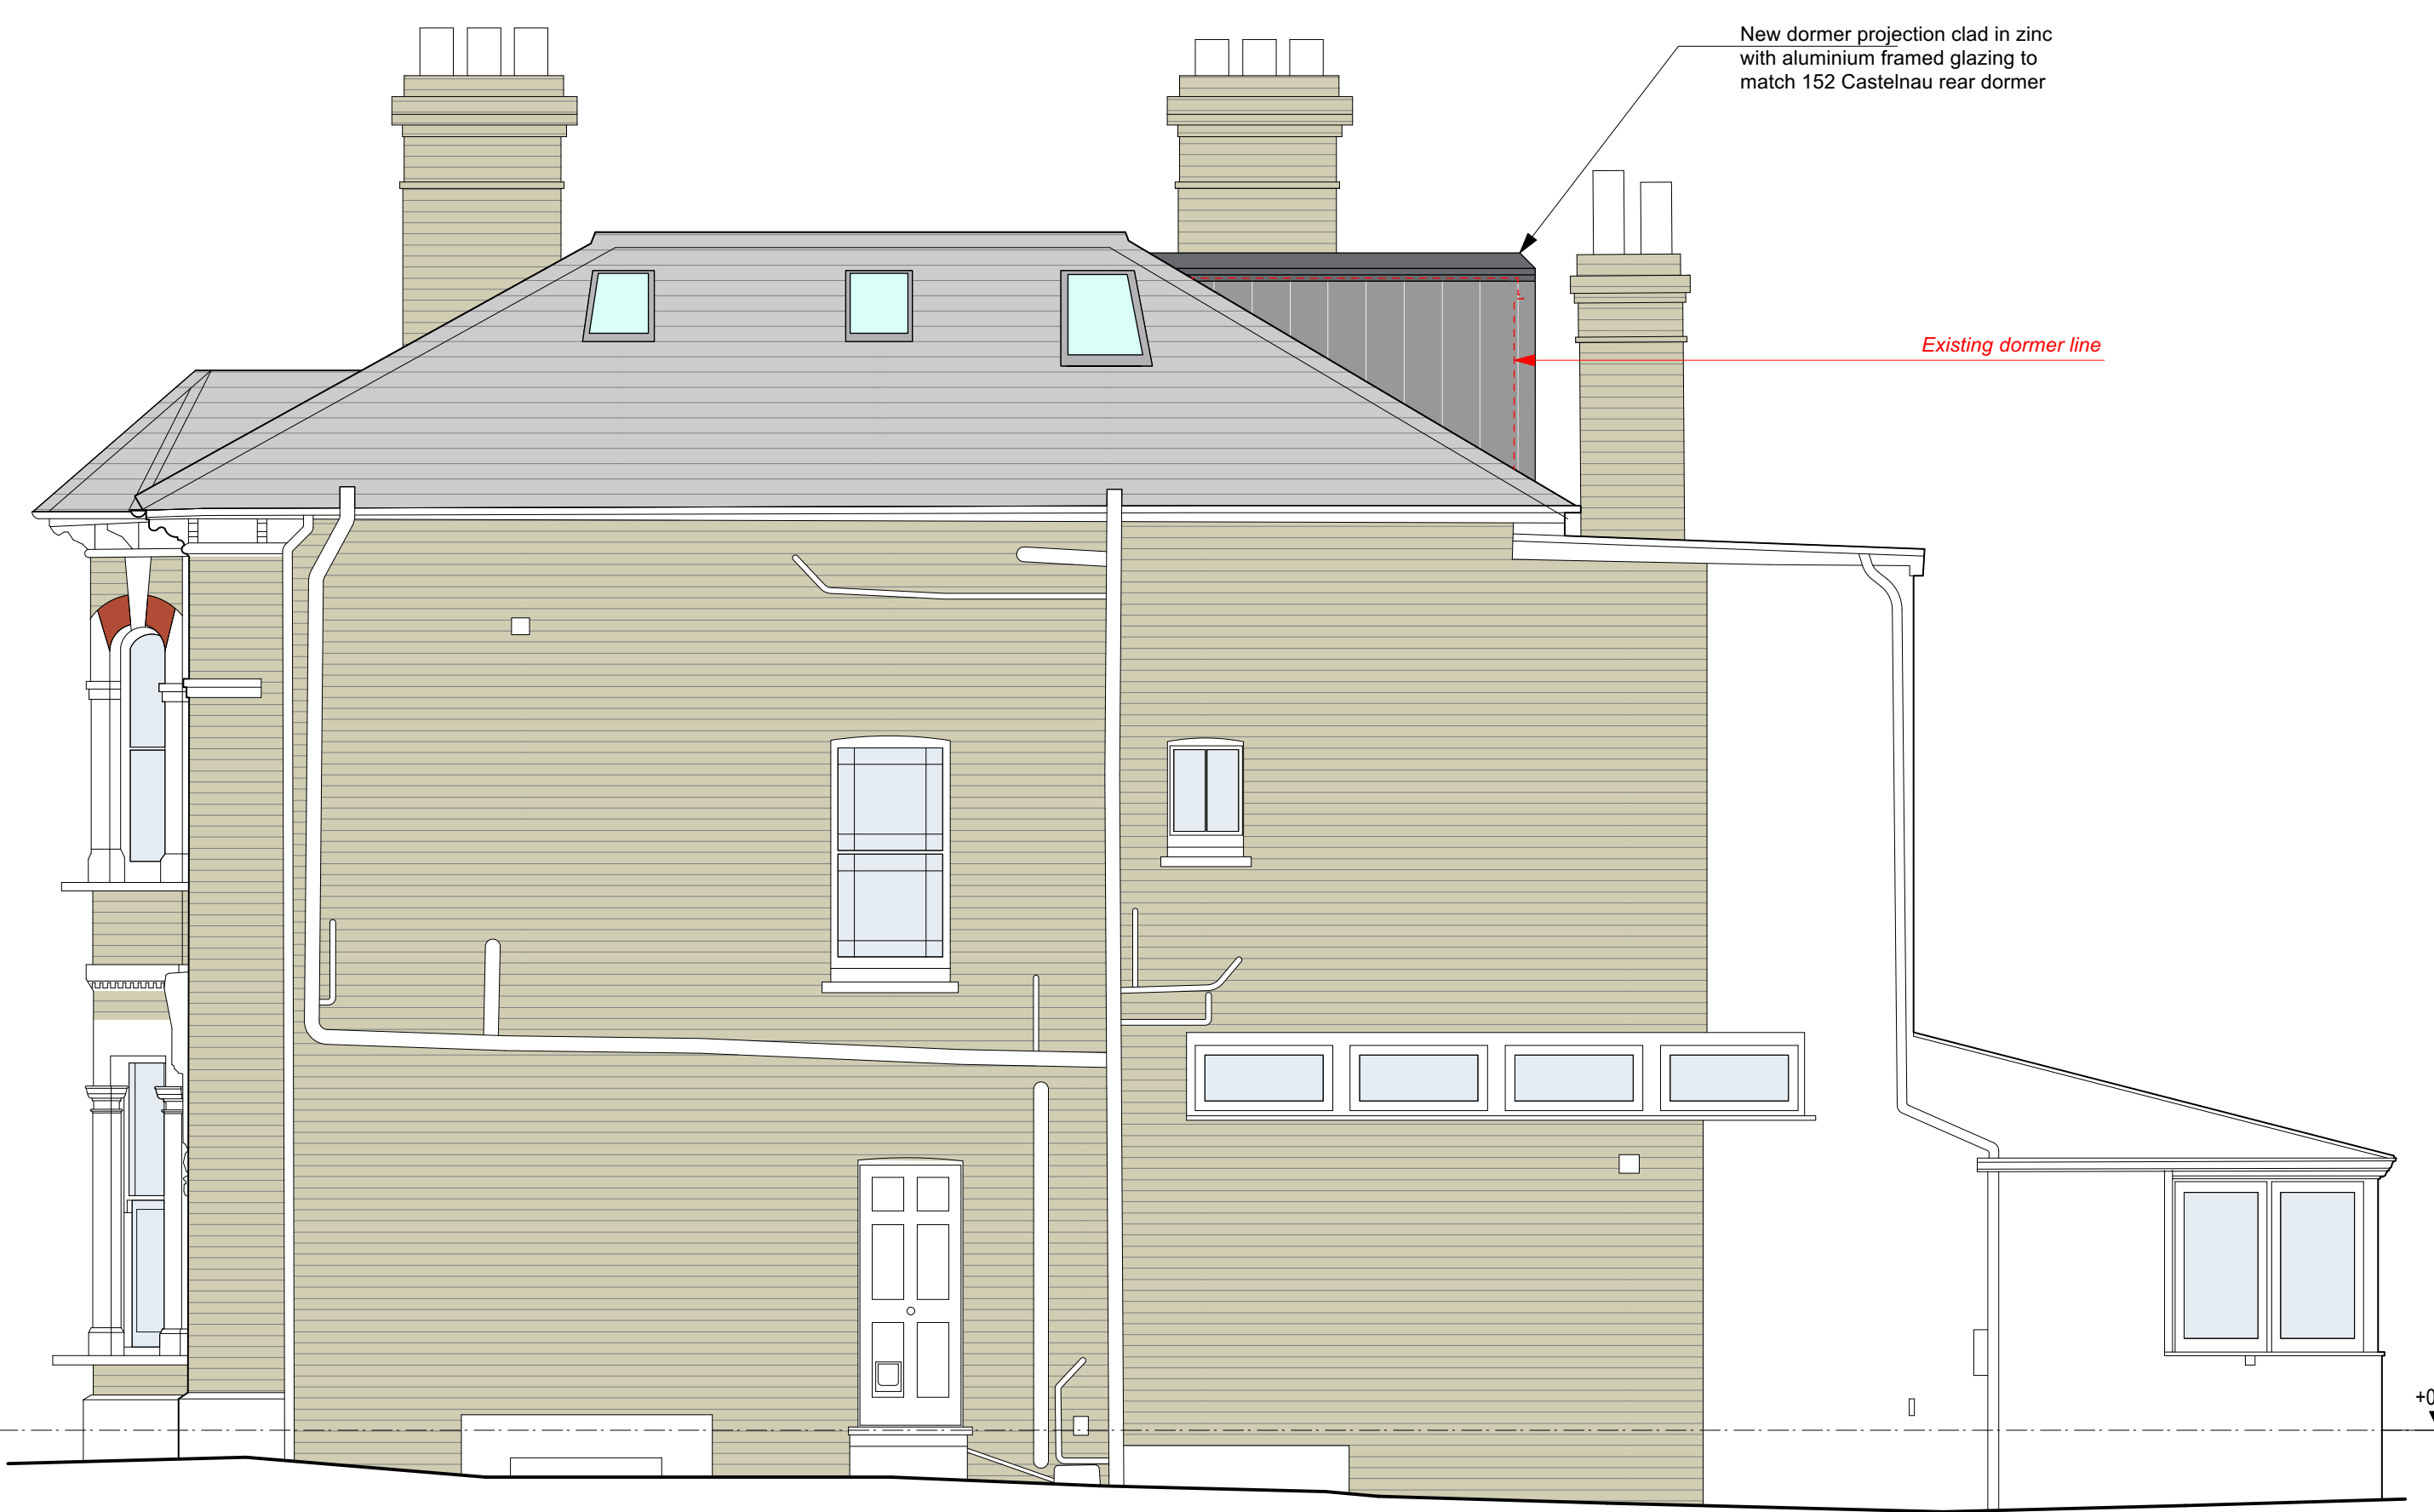 New dormer projection clad in zinc
with aluminium framed glazing to
match 152 Castelnau rear dormer
Existing dormer line
+0